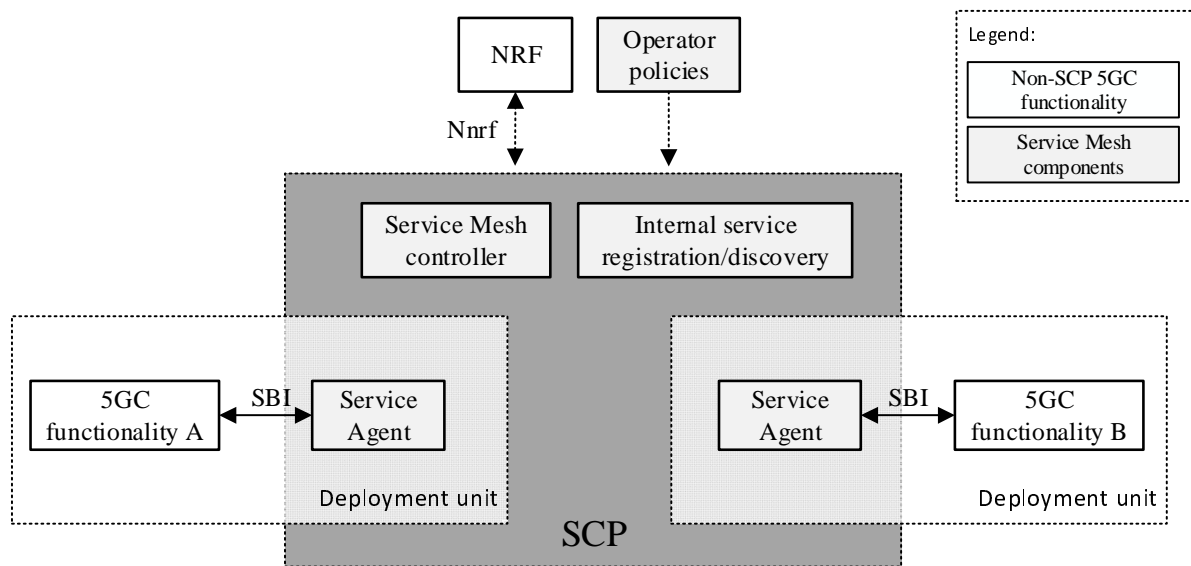 NRF
Operator
policies
Legend:
Non-SCP 5GC
functionality
Service Mesh
components
Nnrf
Service Mesh
controller
Internal service
registration/discovery
5GC
functionality A
SBI
Service
Agent
Deployment unit
Service
Agent
SBI
5GC
functionality B
Deployment unit
SCP